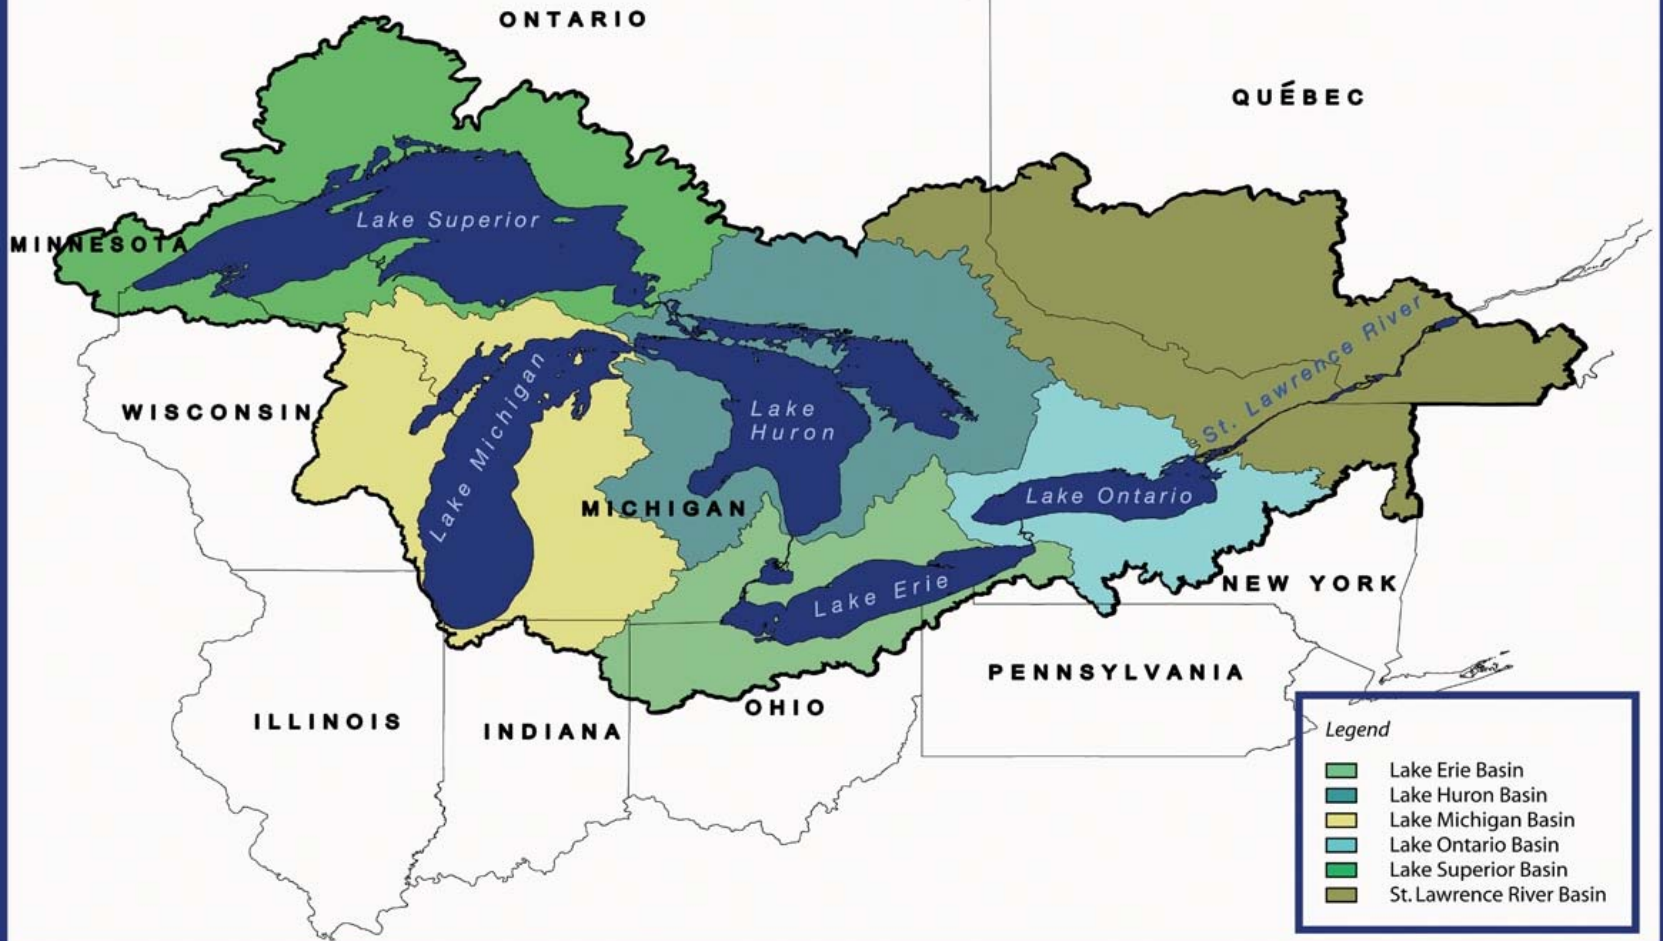 ONTARIO
QUÉBEC
Lake Superior
MINNESOTA
St. Lawrence River
Lake Michigan
WISCONSIN
Lake
Huron
Lake Ontario
MICHIGAN
Lake Erie
NEW YORK
PENNSYLVANIA
OHIO
ILLINOIS
INDIANA
Legend
Lake Erie Basin
Lake Huron Basin
Lake Michigan Basin
Lake Ontario Basin
Lake Superior Basin
St. Lawrence River Basin